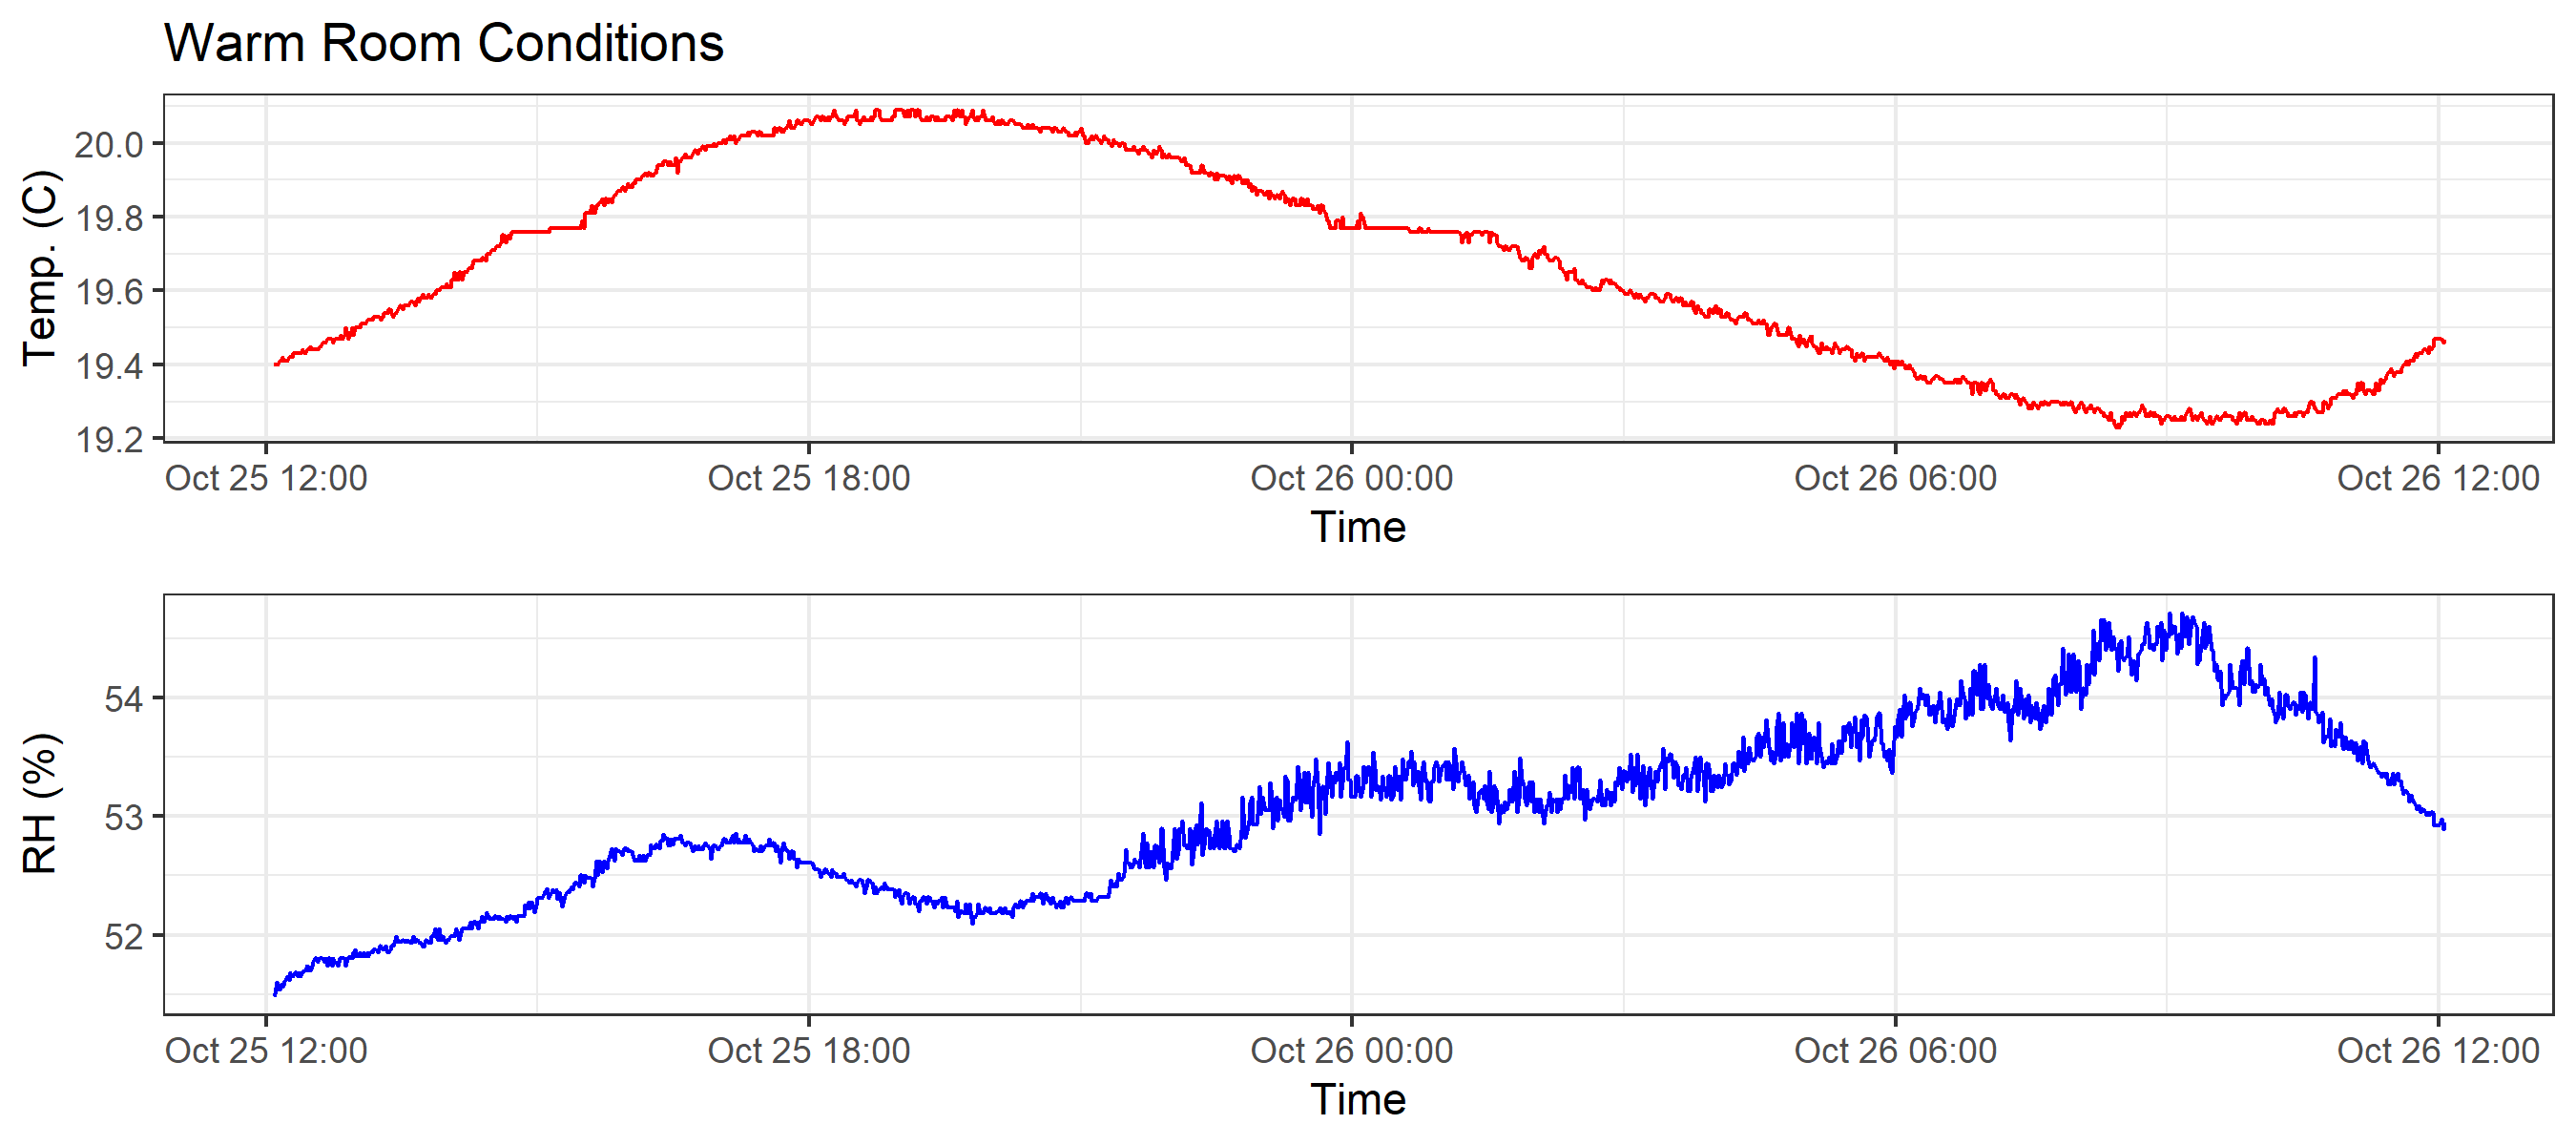 Warm Room Conditions
Temp. (C)
20.0
19.8
19.6
19.4
19.2
Oct 25 12:00 Oct 25 18:00 Oct 26 00:00 Oct 26 06:00 Oct 26 12:00
Time
RH (%)
54
53
52
Oct 25 12:00 Oct 25 18:00 Oct 26 00:00 Oct 26 06:00 Oct 26 12:00
Time